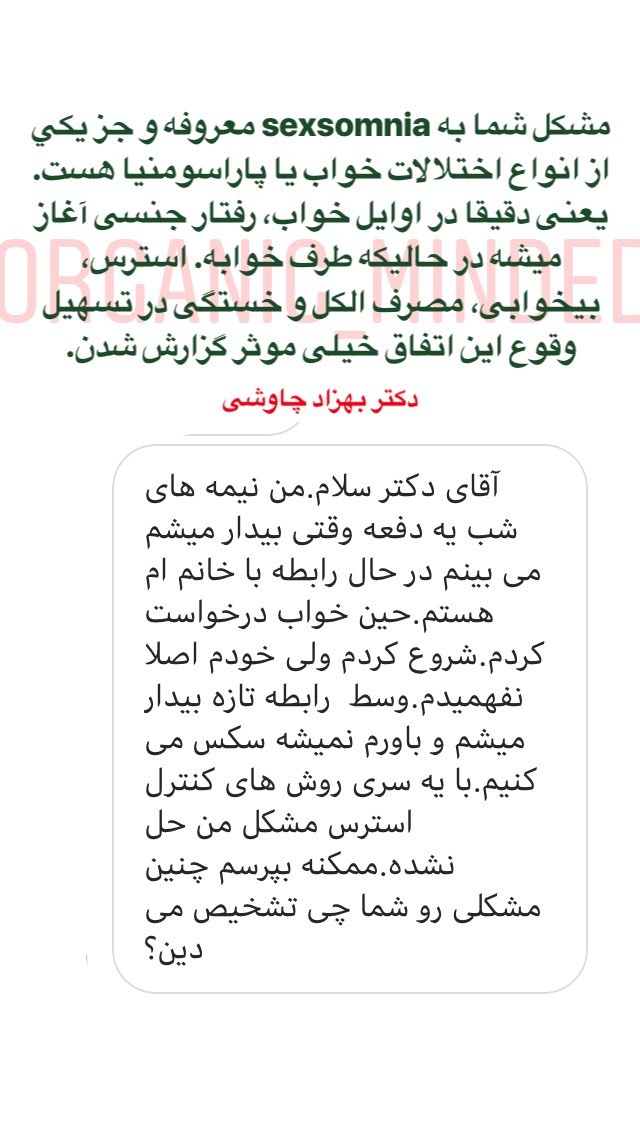 مشکل شما به sexsomnia معروفه و جز یکي
از انواع اختلالات خواب یا پاراسومنیا هست.
یعنی دقیقا در اوایل خواب، رفتار جنسی آغاز
میشه در حالیکه طرف خوابه. استرس،
بیخوابی، مصرف الکل و خستگی در تسهیل
وقوع این اتفاق خیلی موثر گزارش شدن.
ORGANIC_MINDED
دکتر بهزاد چاوشی
آقای دکتر سلام.من نیمه های
شب یه دفعه وقتی بیدار میشم
می بینم در حال رابطه با خانم ام
هستم.حین خواب درخواست
کردم.شروع کردم ولی خودم اصلا
نفهمیدم.وسط رابطه تازه بیدار
میشم و باورم نمیشه سکس می
کنیم.با یه سری روش های کنترل
استرس مشکل من حل
نشده.ممکنه بپرسم چنین
مشکلی رو شما چی تشخیص می
دین؟